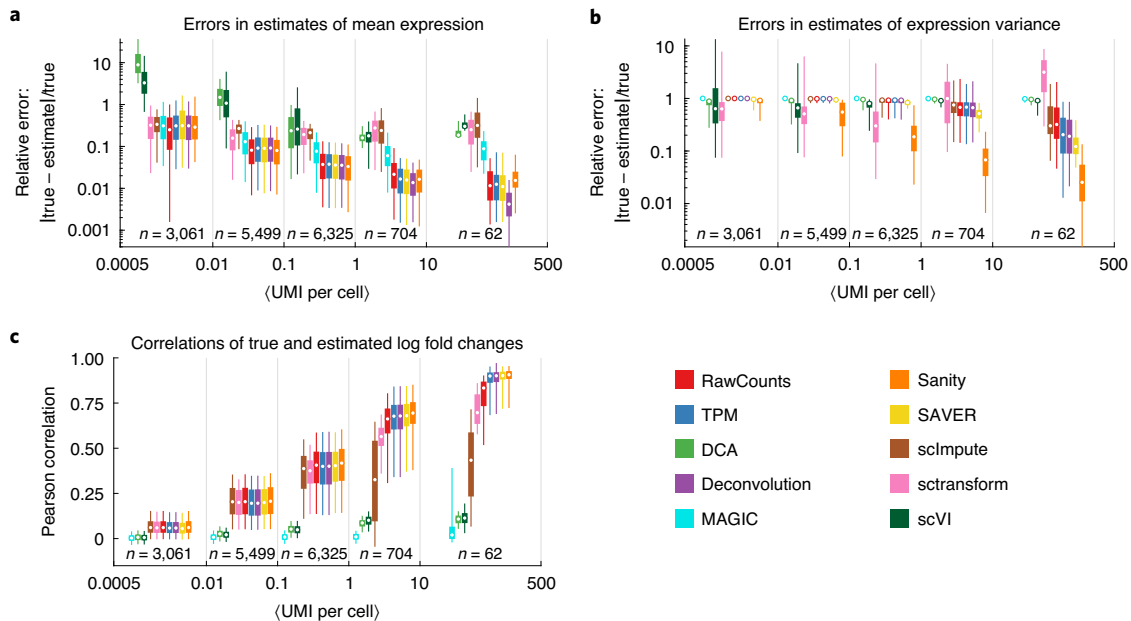 a
Errors in estimates of mean expression
Relative error:
|true – estimate|/true
10
1
0.1
0.01
0.001
n = 3,061
n = 5,499
n = 6,325
n = 704
n = 62
0.0005
0.01
0.1
1
10
500
⟨UMI per cell⟩
b
Errors in estimates of expression variance
Relative error:
|true – estimate|/true
10
1
0.1
0.01
n = 3,061
n = 5,499
n = 6,325
n = 704
n = 62
0.0005
0.01
0.1
1
10
500
⟨UMI per cell⟩
c
Correlations of true and estimated log fold changes
Pearson correlation
1.00
0.75
0.50
0.25
0
n = 3,061
n = 5,499
n = 6,325
n = 704
n = 62
0.0005
0.01
0.1
1
10
500
⟨UMI per cell⟩
RawCounts
TPM
DCA
Deconvolution
MAGIC
Sanity
SAVER
scImpute
sctransform
scVI